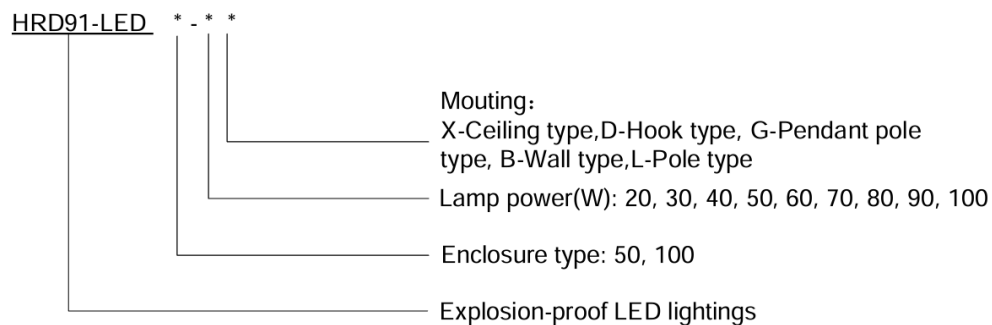 HRD91-LED * - * *
Mouting：
X-Ceiling type,D-Hook type, G-Pendant pole
type, B-Wall type,L-Pole type
Lamp power(W): 20, 30, 40, 50, 60, 70, 80, 90, 100
Enclosure type: 50, 100
Explosion-proof LED lightings